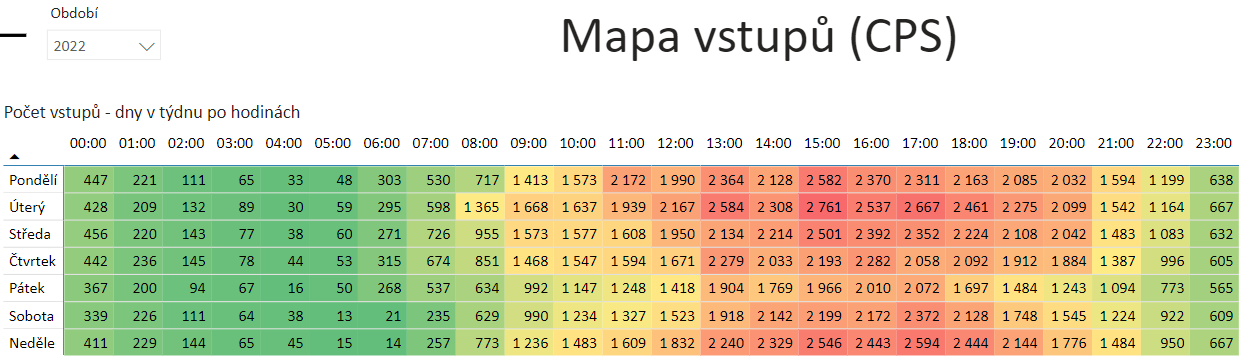 Období
2022
Mapa vstupů (CPS)
Počet vstupů - dny v týdnu po hodinách
00:00 01:00 02:00 03:00 04:00 05:00 06:00 07:00 08:00 09:00 10:00 11:00 12:00 13:00 14:00 15:00 16:00 17:00 18:00 19:00 20:00 21:00 22:00 23:00
Pondělí 447 221 111 65 33 48 303 530 717 1 413 1 573 2 172 1 990 2 364 2 128 2 582 2 370 2 311 2 163 2 085 2 032 1 594 1 199 638
Úterý 428 209 132 89 30 59 295 598 1 365 1 668 1 637 1 939 2 167 2 584 2 308 2 761 2 537 2 667 2 461 2 275 2 099 1 542 1 164 667
Středa 456 220 143 77 38 60 271 726 955 1 573 1 577 1 608 1 950 2 134 2 214 2 501 2 392 2 352 2 224 2 108 2 042 1 483 1 083 632
Čtvrtek 442 236 145 78 44 53 315 674 851 1 468 1 547 1 594 1 671 2 279 2 033 2 193 2 282 2 058 2 092 1 912 1 884 1 387 996 605
Pátek 367 200 94 67 16 50 268 537 634 992 1 147 1 248 1 418 1 904 1 769 1 966 2 010 2 072 1 697 1 484 1 243 1 094 773 565
Sobota 339 226 111 64 38 13 21 235 629 990 1 234 1 327 1 523 1 918 2 142 2 199 2 172 2 372 2 128 1 748 1 545 1 224 922 609
Neděle 411 229 144 65 45 15 14 257 773 1 236 1 483 1 609 1 832 2 240 2 329 2 546 2 443 2 594 2 444 2 144 1 776 1 484 950 667